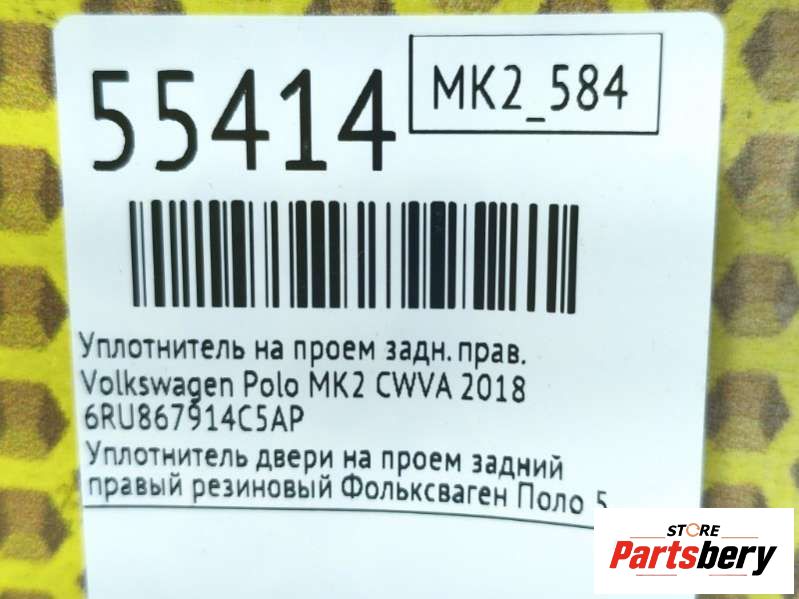 55414
MK2_584
Уплотнитель на проем задн. прав.
Volkswagen Polo MK2 CWVA 2018
6RU867914C5AP
Уплотнитель двери на проем задний
правый резиновый Фольксваген Поло 5
STORE
Partsbery